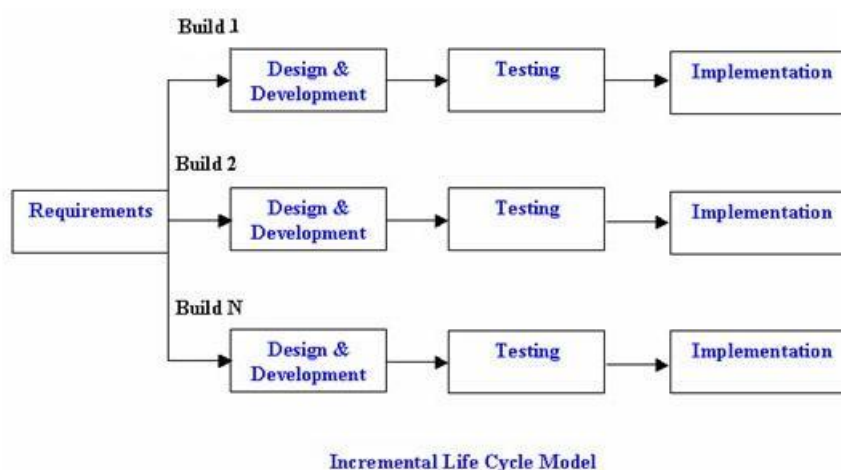 Build 1
Design &
Development
Testing
Implementation
Build 2
Requirements
Design &
Development
Testing
Implementation
Build N
Design &
Development
Testing
Implementation
Incremental Life Cycle Model